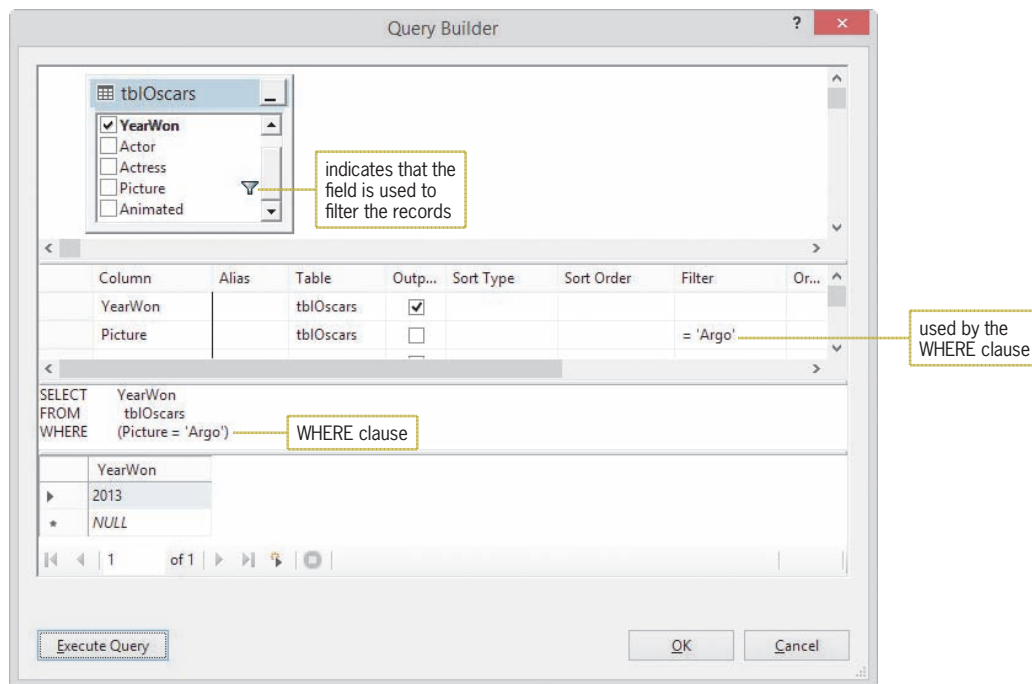 Query Builder
?
×
tblOscars
YearWon
Actor
Actress
Picture
Animated
indicates that the
field is used to
filter the records
Column Alias Table Outp... Sort Type Sort Order Filter Or...
YearWon tblOscars
Picture tblOscars = 'Argo'
used by the
WHERE clause
SELECT YearWon
FROM tblOscars
WHERE (Picture = 'Argo')
WHERE clause
YearWon
2013
NULL
1 of 1
Execute Query
OK
Cancel